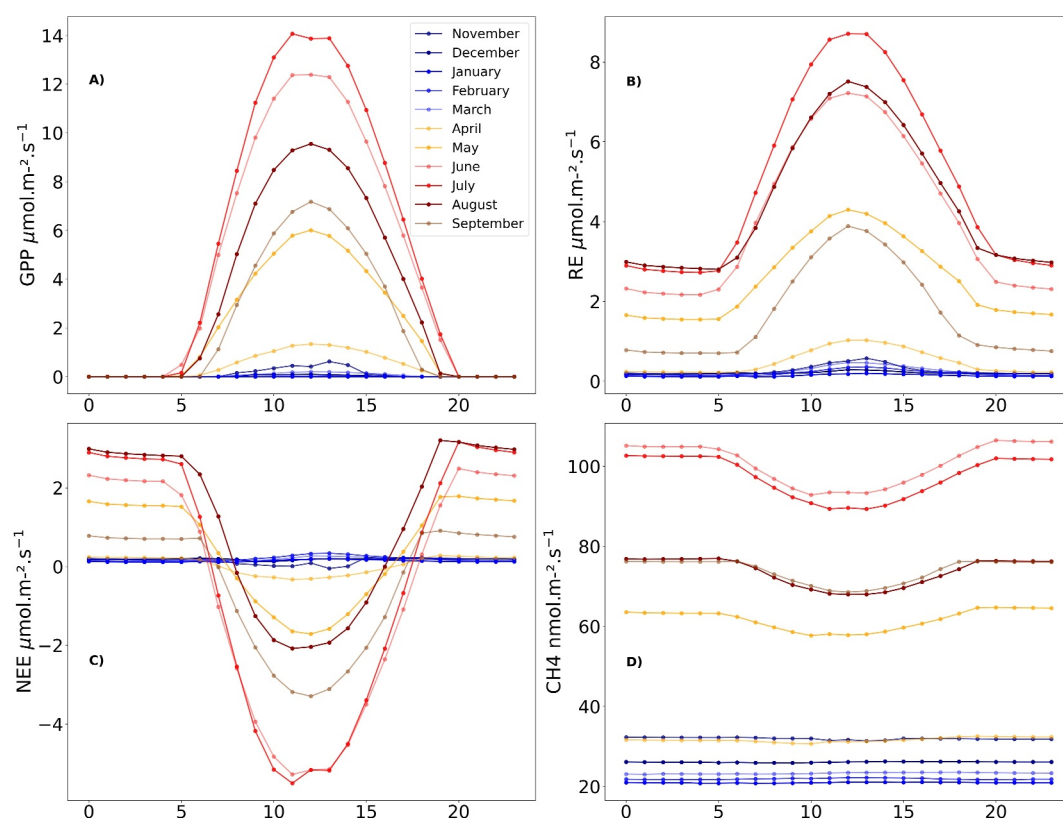 A)
GPP μmol.m-².s⁻¹
14
12
10
8
6
4
2
0
0 5 10 15 20
November
December
January
February
March
April
May
June
July
August
September
B)
RE μmol.m-².s⁻¹
8
6
4
2
0
0 5 10 15 20
C)
NEE μmol.m-².s⁻¹
2
0
−2
−4
0 5 10 15 20
D)
CH4 nmol.m-².s⁻¹
100
80
60
40
20
0 5 10 15 20